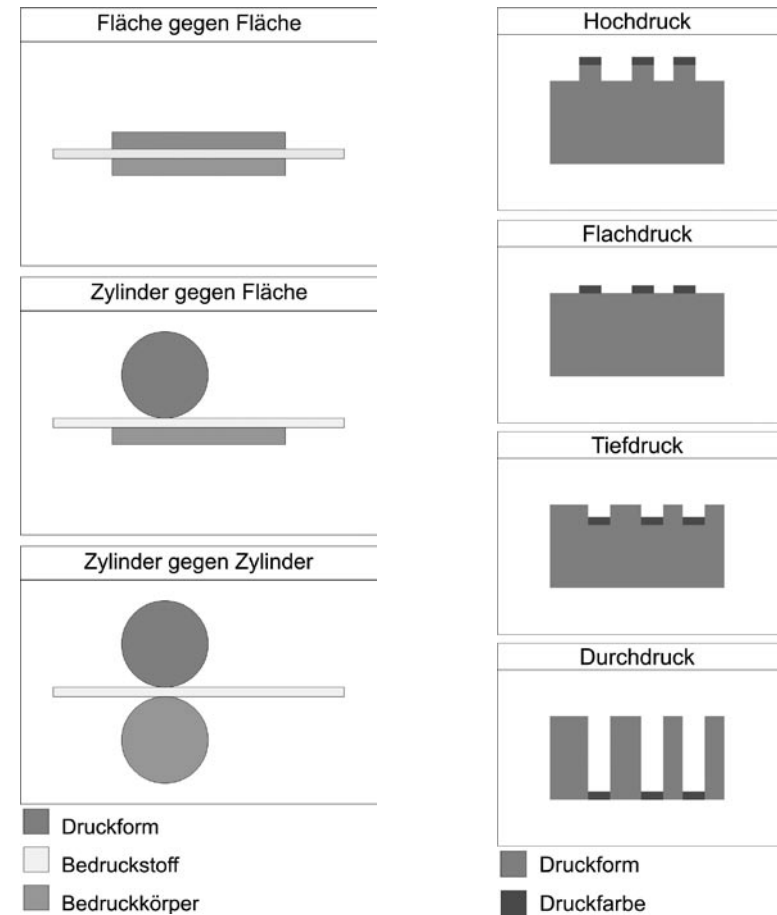 Fläche gegen Fläche
Zylinder gegen Fläche
Zylinder gegen Zylinder
Druckform
Bedruckstoff
Bedruckkörper
Hochdruck
Flachdruck
Tiefdruck
Durchdruck
Druckform
Druckfarbe